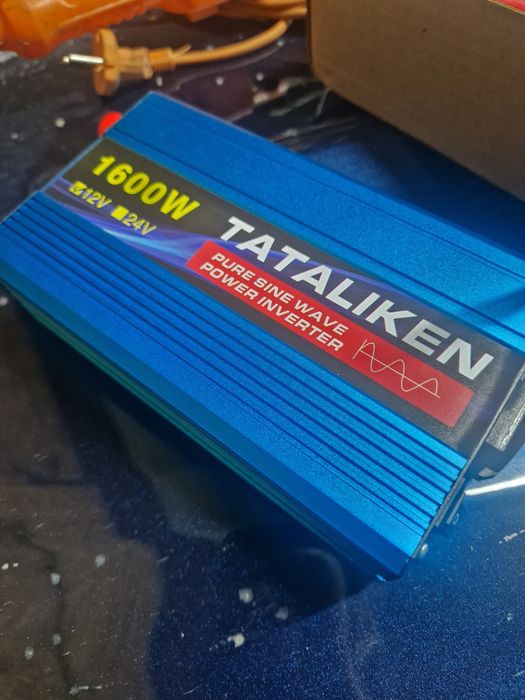 1600W
12V 24V
TATALIKEN
PURE SINE WAVE
POWER INVERTER